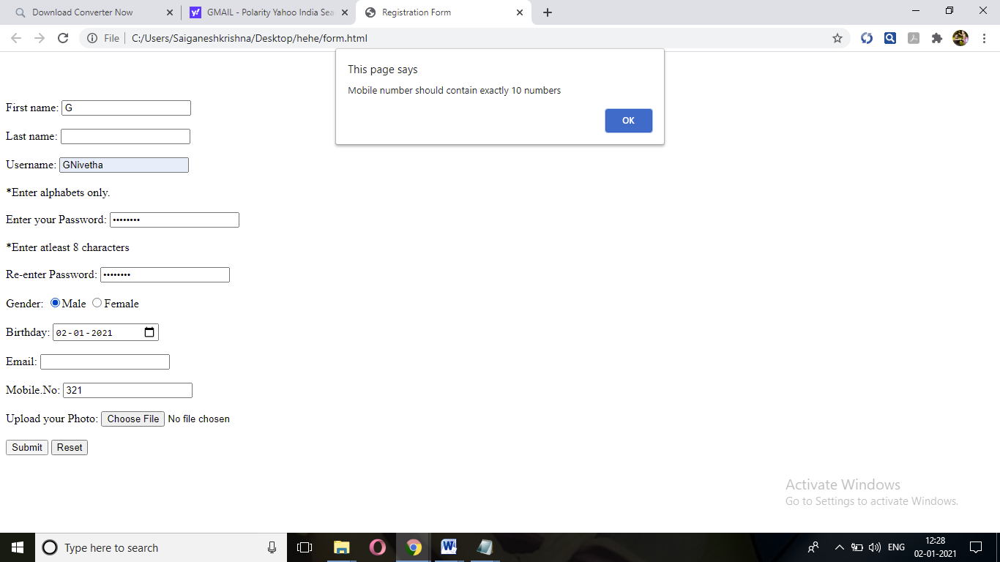 Download Converter Now
GMAIL - Polarity Yahoo India Sea
Registration Form
File | C:/Users/Saiganeshkrishna/Desktop/hehe/form.html
This page says
Mobile number should contain exactly 10 numbers
OK
First name: G
Last name:
Username: GNivetha
*Enter alphabets only.
Enter your Password: ••••••••
*Enter atleast 8 characters
Re-enter Password: ••••••••
Gender: Male Female
Birthday: 02-01-2021
Email:
Mobile.No: 321
Upload your Photo: Choose File No file chosen
Submit Reset
Activate Windows
Go to Settings to activate Windows.
Type here to search
ENG
12:28
02-01-2021